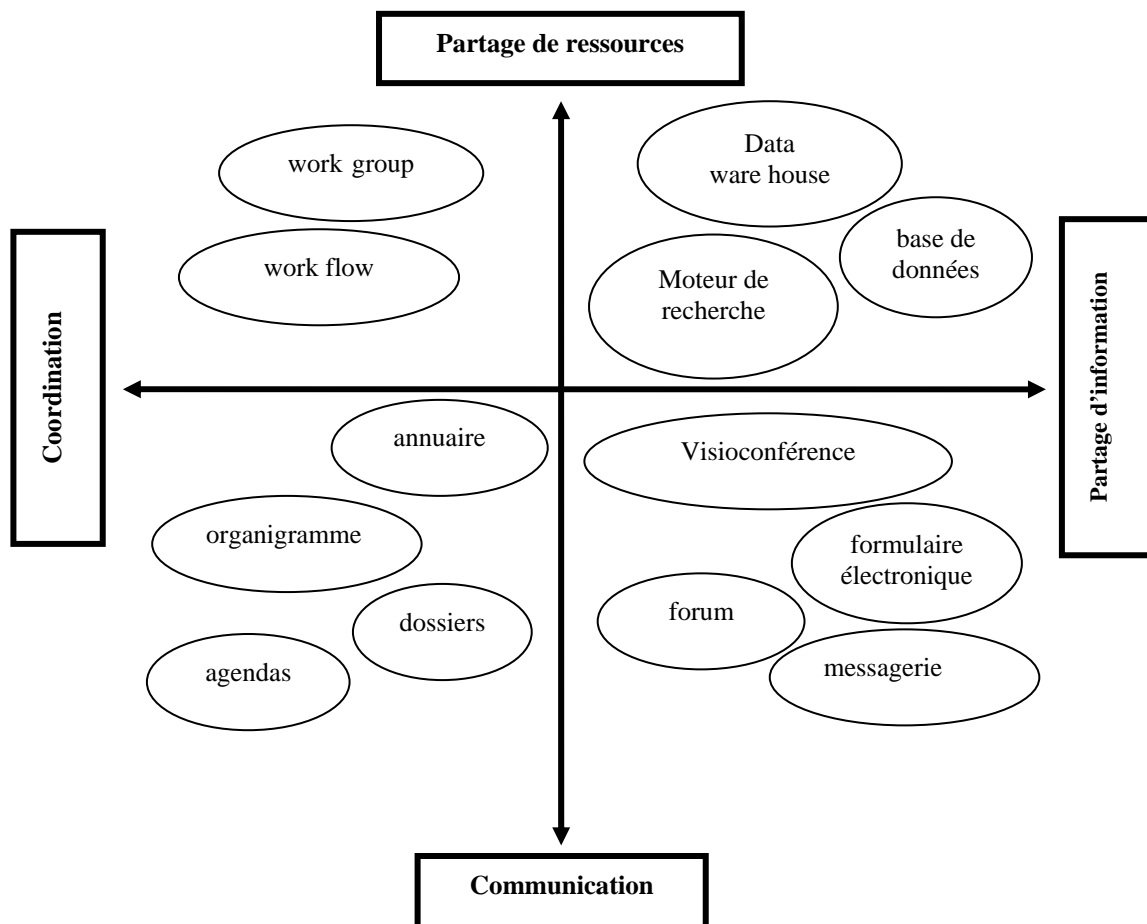 Partage de ressources
work group
Data
ware house
work flow
base de
données
Moteur de
recherche
Coordination
Partage d’information
annuaire
Visioconférence
organigramme
formulaire
électronique
dossiers
forum
agendas
messagerie
Communication